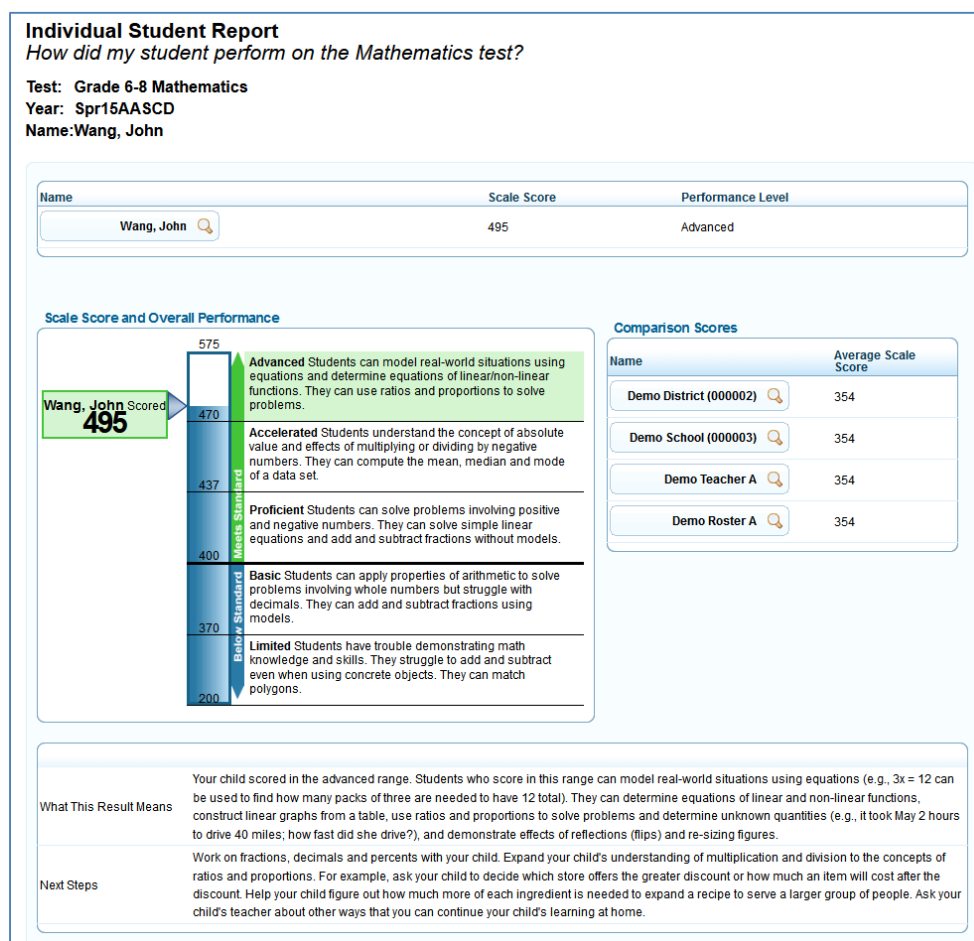 Individual Student Report
How did my student perform on the Mathematics test?
Test: Grade 6-8 Mathematics
Year: Spr15AASCD
Name:Wang, John
Name Scale Score Performance Level
Wang, John 495 Advanced
Scale Score and Overall Performance
575
Wang, John Scored
495
470
437
400
370
200
Meets Standard
Below Standard
Advanced Students can model real-world situations using
equations and determine equations of linear/non-linear
functions. They can use ratios and proportions to solve
problems.
Accelerated Students understand the concept of absolute
value and effects of multiplying or dividing by negative
numbers. They can compute the mean, median and mode
of a data set.
Proficient Students can solve problems involving positive
and negative numbers. They can solve simple linear
equations and add and subtract fractions without models.
Basic Students can apply properties of arithmetic to solve
problems involving whole numbers but struggle with
decimals. They can add and subtract fractions using
models.
Limited Students have trouble demonstrating math
knowledge and skills. They struggle to add and subtract
even when using concrete objects. They can match
polygons.
Comparison Scores
Name Average Scale
Score
Demo District (000002) 354
Demo School (000003) 354
Demo Teacher A 354
Demo Roster A 354
What This Result Means
Your child scored in the advanced range. Students who score in this range can model real-world situations using equations (e.g., 3x = 12 can
be used to find how many packs of three are needed to have 12 total). They can determine equations of linear and non-linear functions,
construct linear graphs from a table, use ratios and proportions to solve problems and determine unknown quantities (e.g., it took May 2 hours
to drive 40 miles; how fast did she drive?), and demonstrate effects of reflections (flips) and re-sizing figures.
Next Steps
Work on fractions, decimals and percents with your child. Expand your child's understanding of multiplication and division to the concepts of
ratios and proportions. For example, ask your child to decide which store offers the greater discount or how much an item will cost after the
discount. Help your child figure out how much more of each ingredient is needed to expand a recipe to serve a larger group of people. Ask your
child's teacher about other ways that you can continue your child's learning at home.